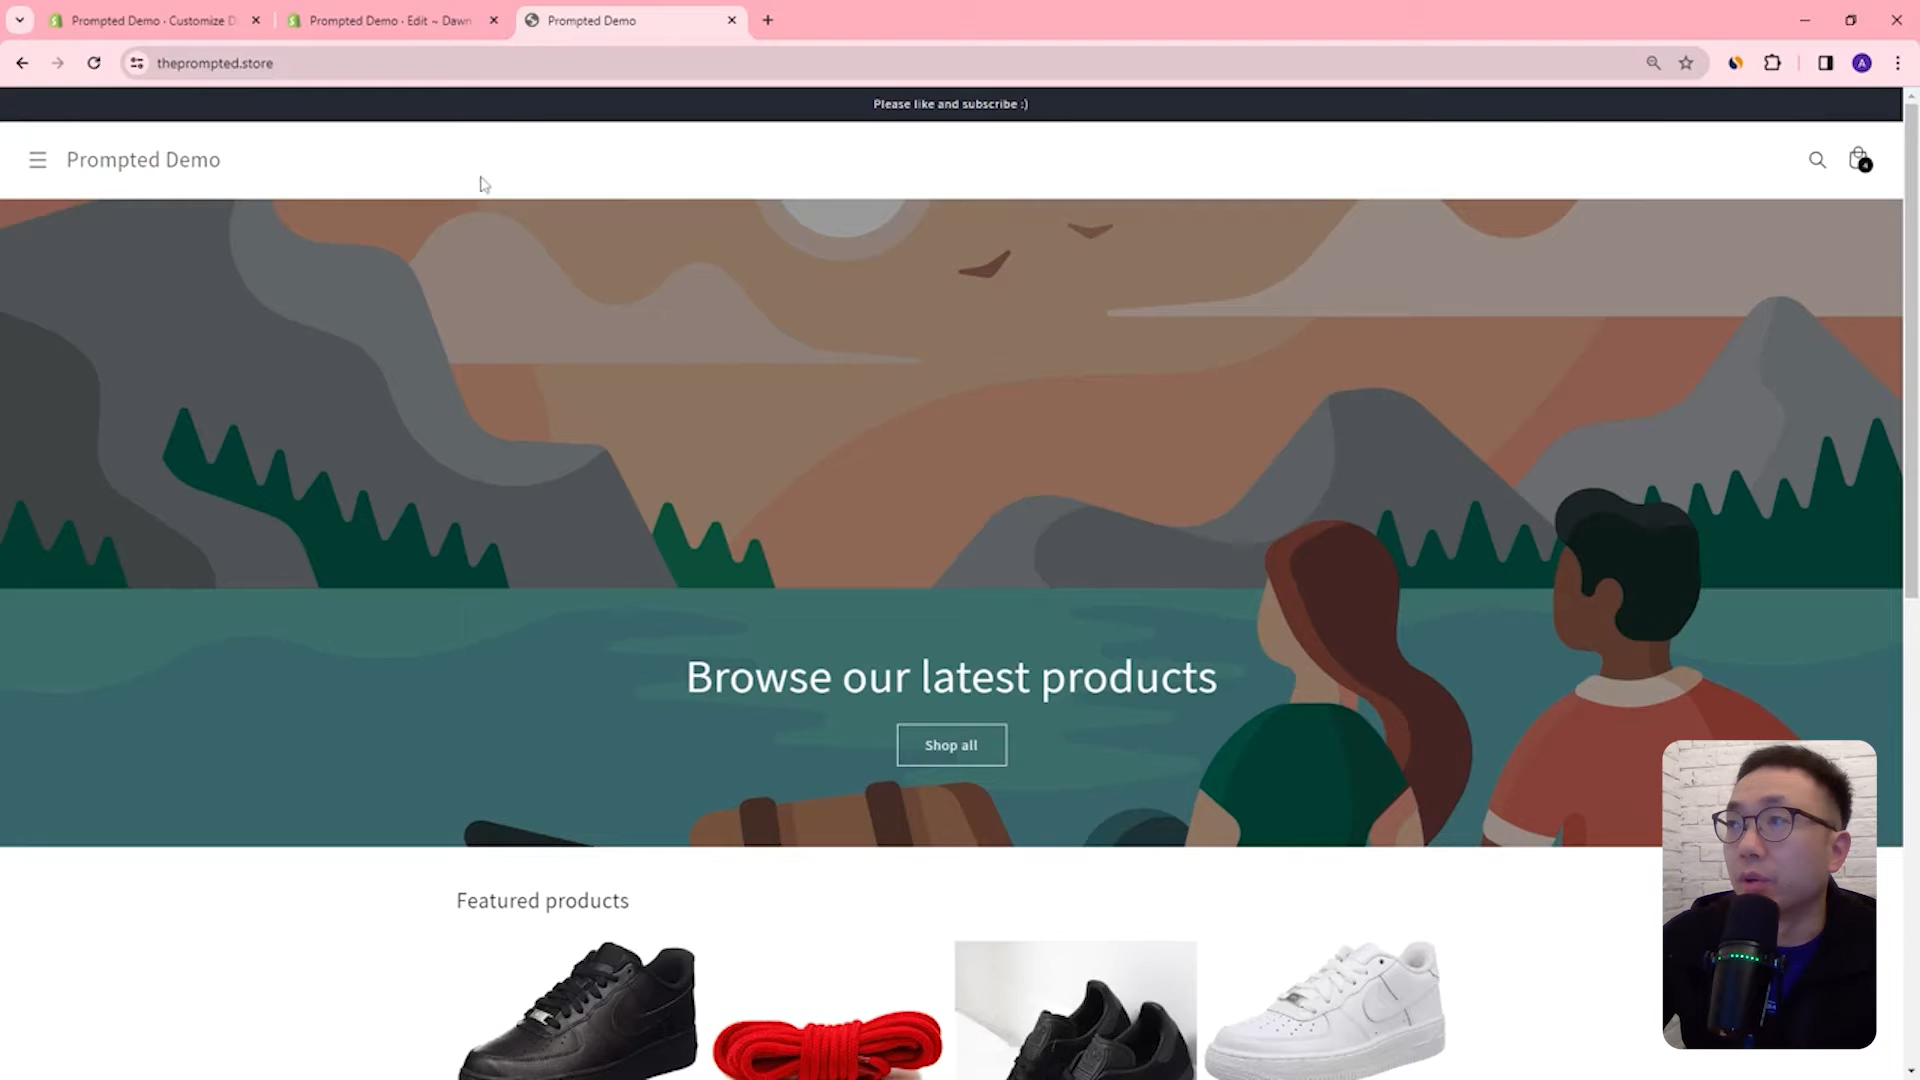 Prompted Demo · Customize D
Prompted Demo · Edit ~ Dawn
Prompted Demo
theprompted.store
A
Please like and subscribe :)
Prompted Demo
Browse our latest products
Shop all
Featured products